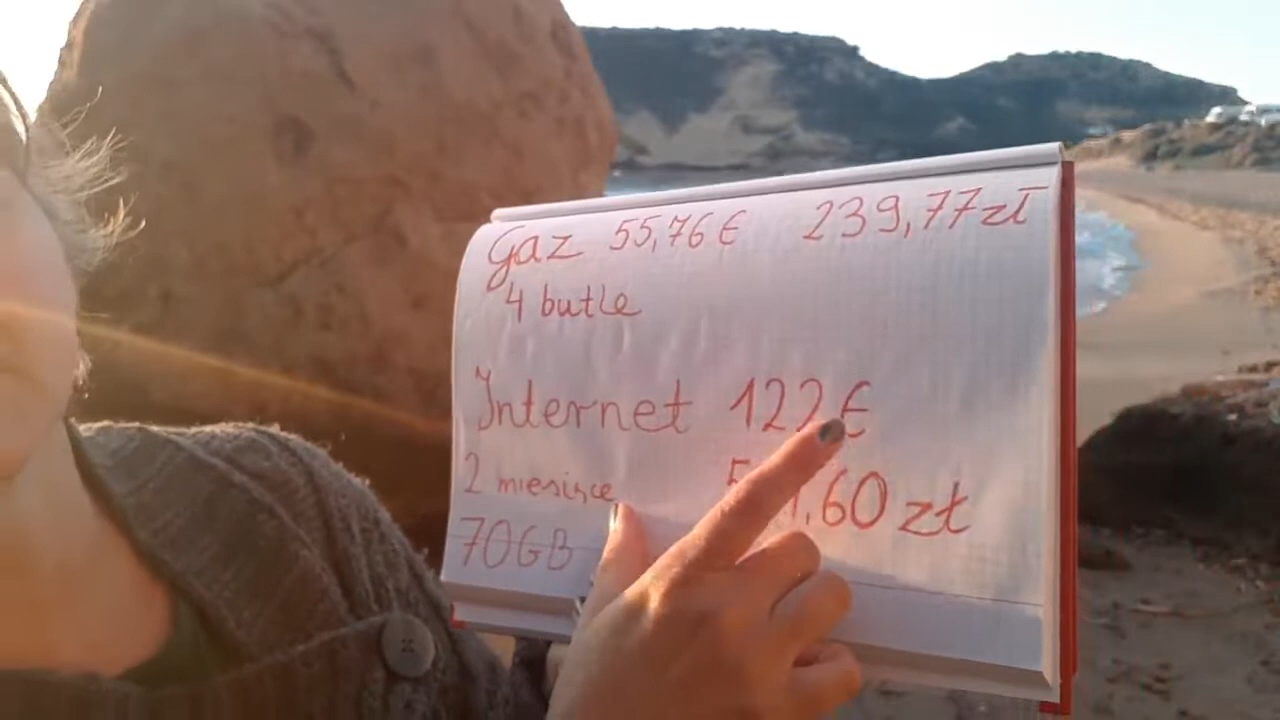 Gaz 55,76€ 239,77zł
4 butle
Internet 122€
2 miesiące
70GB